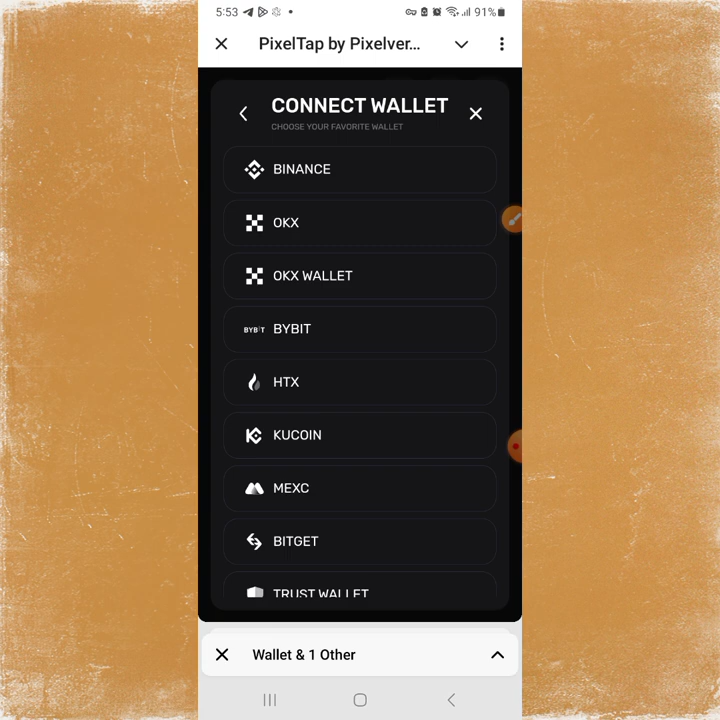 5:53
91%
PixelTap by Pixelver...
CONNECT WALLET
CHOOSE YOUR FAVORITE WALLET
BINANCE
OKX
OKX WALLET
BYBIT BYBIT
HTX
KUCOIN
MEXC
BITGET
TRUST WALLET
Wallet & 1 Other